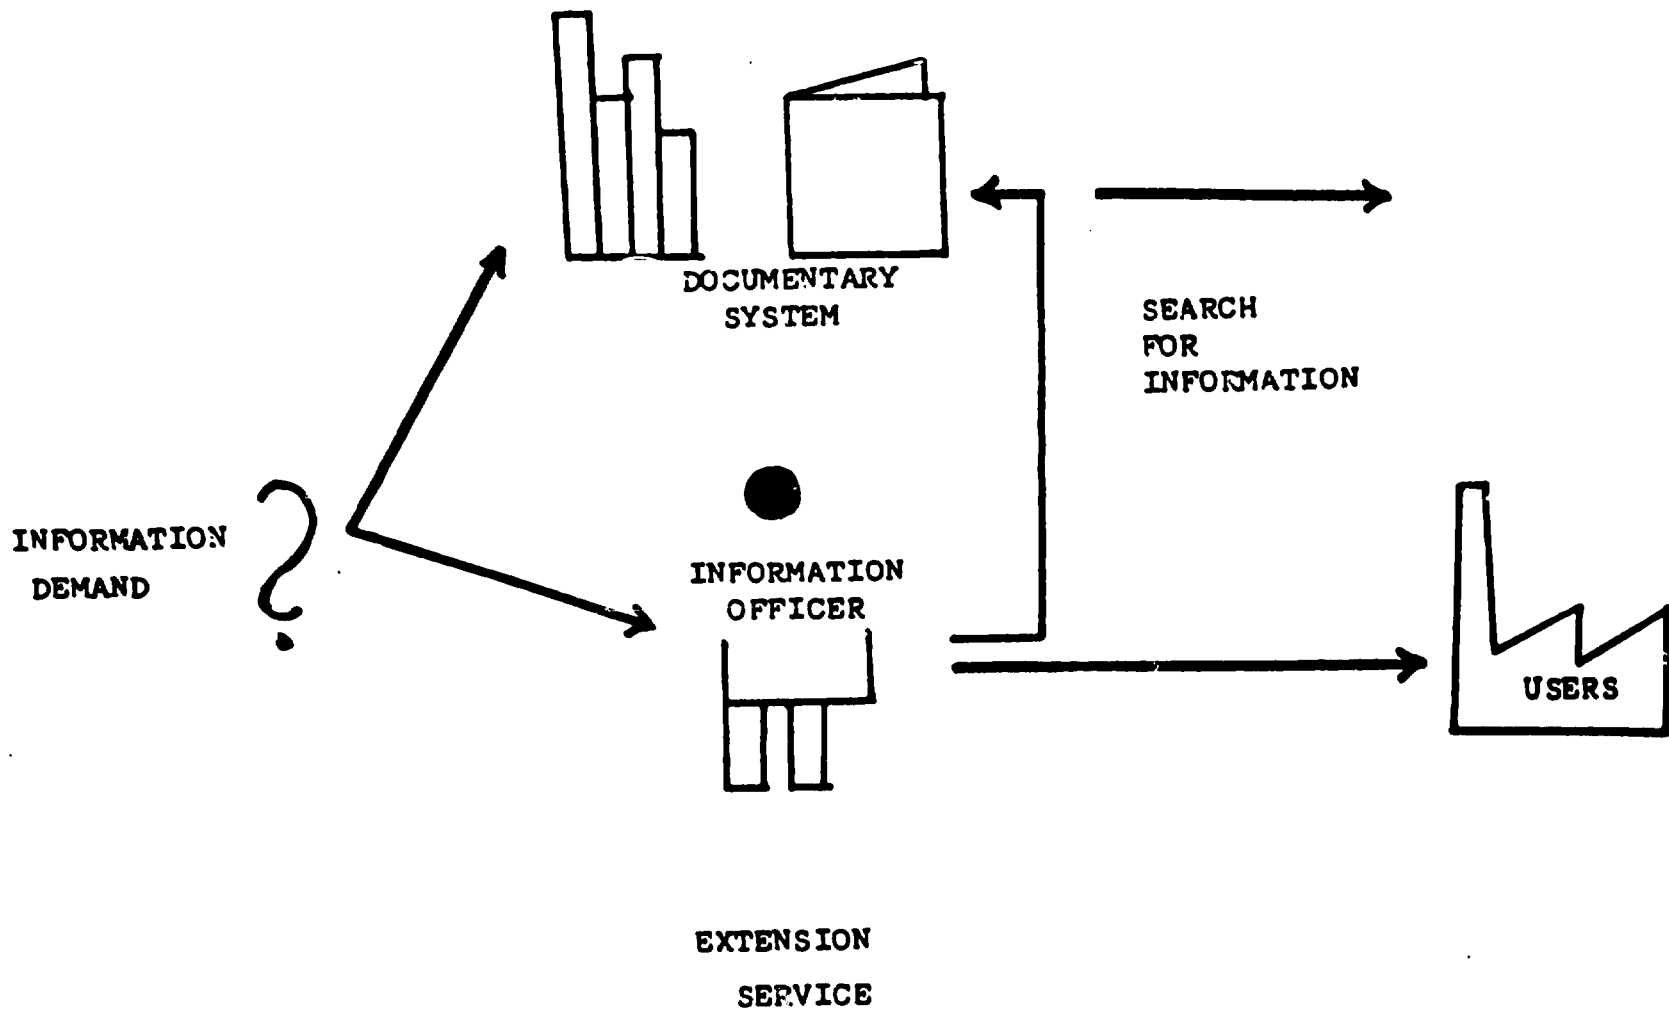 DOCUMENTARY
SYSTEM
SEARCH
FOR
INFORMATION
INFORMATION
DEMAND
?
INFORMATION
OFFICER
USERS
EXTENSION
SERVICE